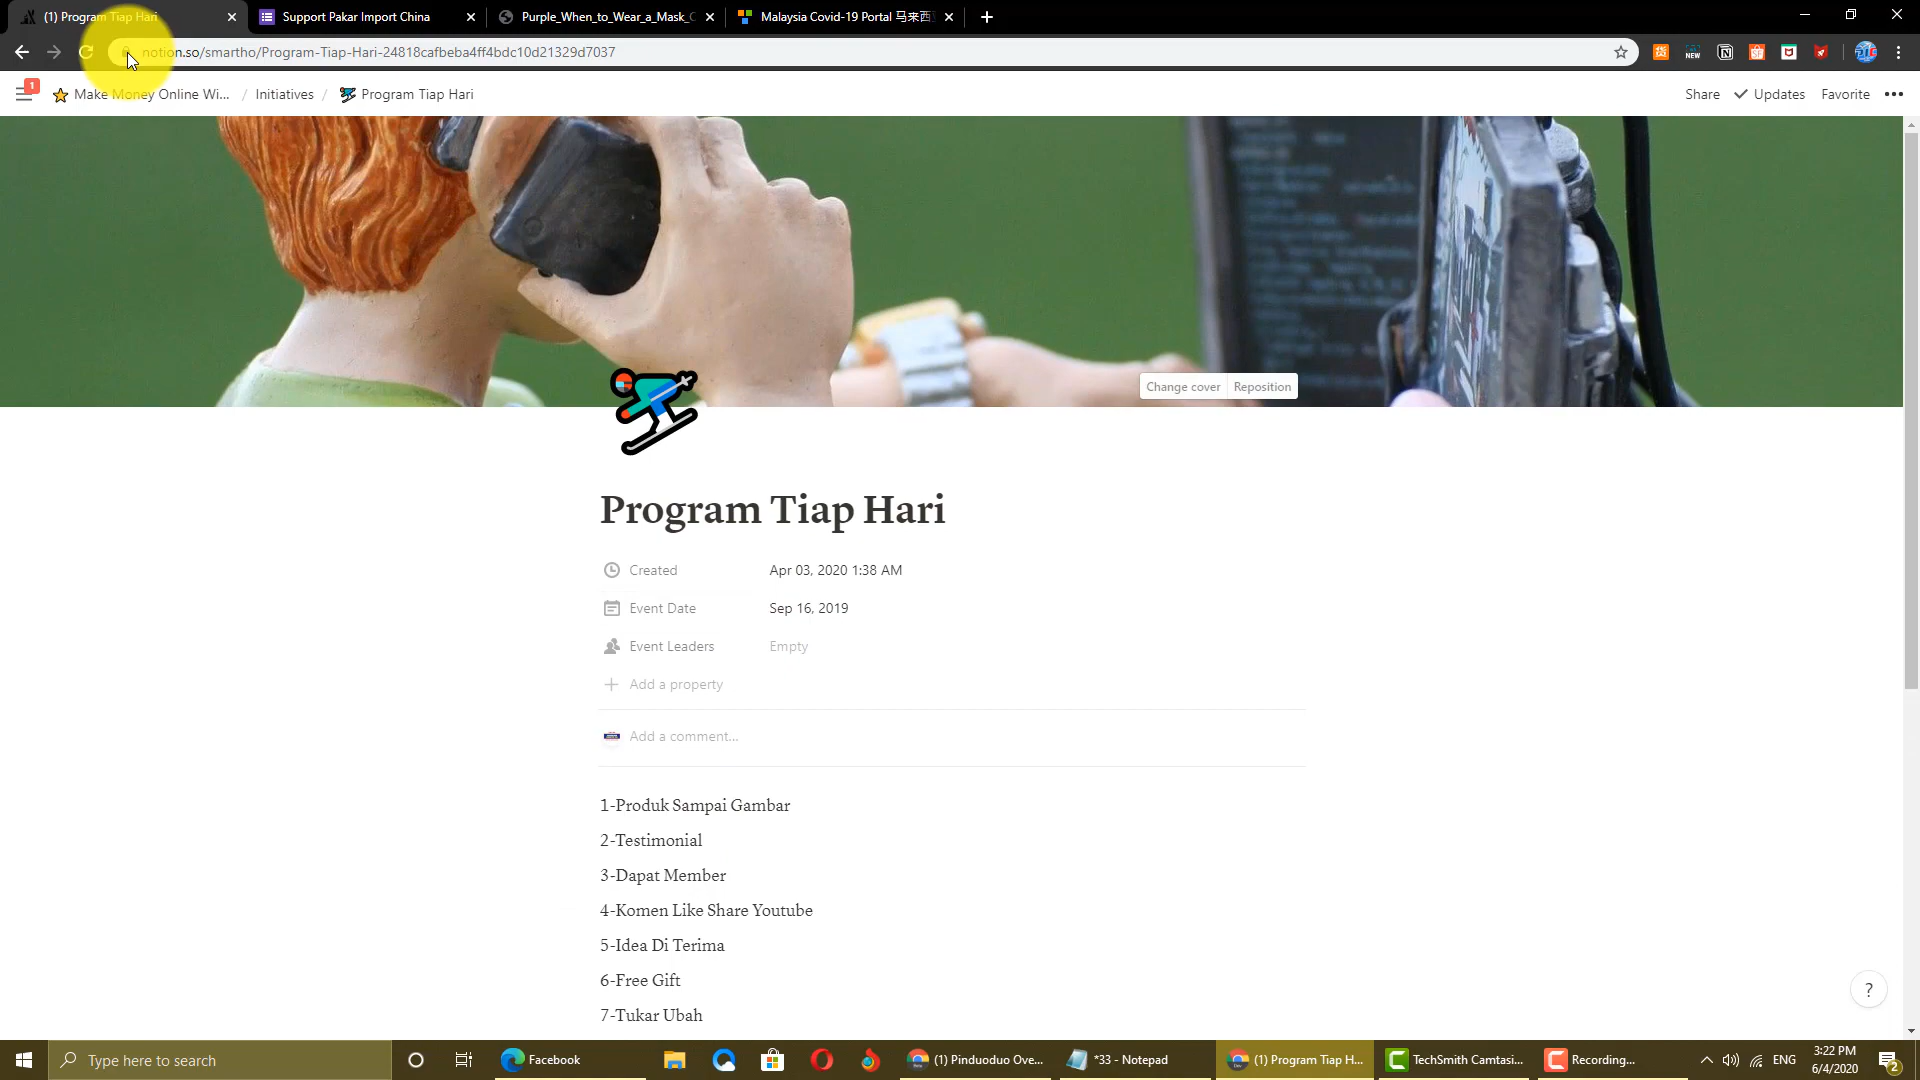 (1) Program Tiap Hari
Support Pakar Import China
Purple_When_to_Wear_a_Mask_
Malaysia Covid-19 Portal 马来西
notion.so/smartho/Program-Tiap-Hari-24818cafbeba4ff4bdc10d21329d7037
NEW
1
Make Money Online Wi... / Initiatives / Program Tiap Hari
Share Updates Favorite
Change cover Reposition
Program Tiap Hari
Created Apr 03, 2020 1:38 AM
Event Date Sep 16, 2019
Event Leaders Empty
Add a property
Add a comment...
1-Produk Sampai Gambar
2-Testimonial
3-Dapat Member
4-Komen Like Share Youtube
5-Idea Di Terima
6-Free Gift
7-Tukar Ubah
?
Type here to search
Facebook
(1) Pinduoduo Ove...
*33 - Notepad
(1) Program Tiap H...
TechSmith Camtasi...
Recording...
ENG
3:22 PM
6/4/2020
2